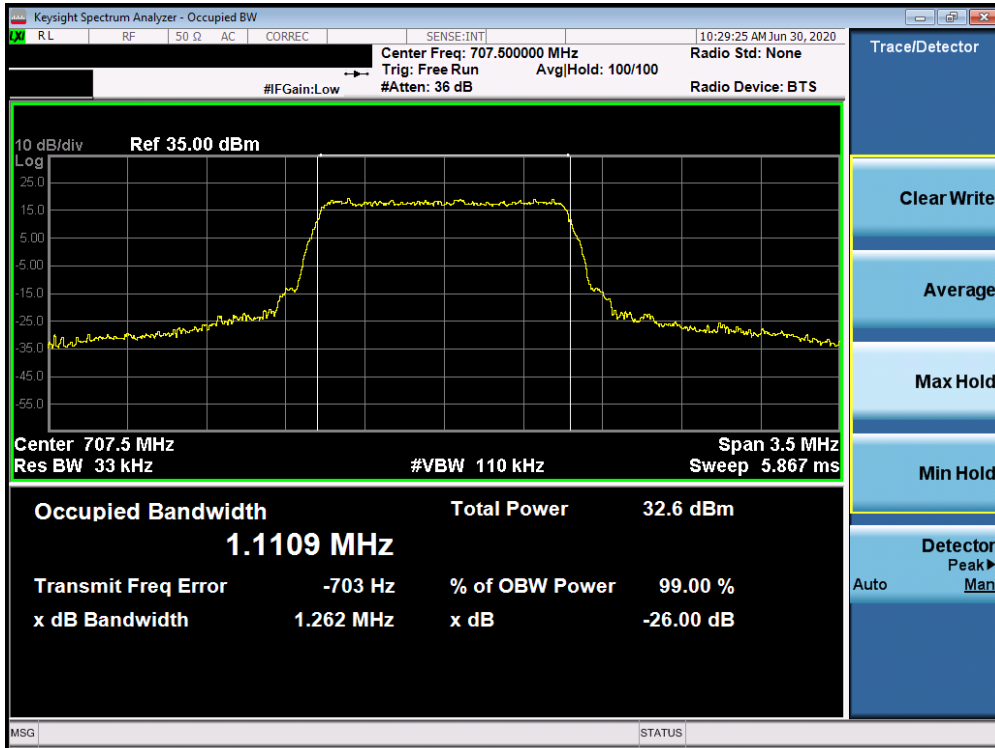 Keysight Spectrum Analyzer - Occupied BW
LXI RL RF 50 Ω AC CORREC SENSE:INT 10:29:25 AM Jun 30, 2020
Center Freq: 707.500000 MHz Radio Std: None
Trig: Free Run Avg|Hold: 100/100
#IFGain:Low #Atten: 36 dB Radio Device: BTS
Trace/Detector
10 dB/div Ref 35.00 dBm
Log
25.0
15.0
5.00
-5.00
-15.0
-25.0
-35.0
-45.0
-55.0
Center 707.5 MHz Span 3.5 MHz
Res BW 33 kHz #VBW 110 kHz Sweep 5.867 ms
Occupied Bandwidth Total Power 32.6 dBm
1.1109 MHz
Transmit Freq Error -703 Hz % of OBW Power 99.00 %
x dB Bandwidth 1.262 MHz x dB -26.00 dB
Clear Write
Average
Max Hold
Min Hold
Detector
Peak▶
Auto Man
MSG STATUS